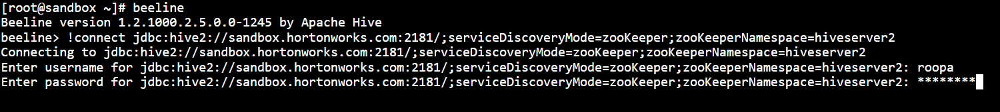 [root@sandbox ~]# beeline
Beeline version 1.2.1000.2.5.0.0-1245 by Apache Hive
beeline> !connect jdbc:hive2://sandbox.hortonworks.com:2181/;serviceDiscoveryMode=zooKeeper;zooKeeperNamespace=hiveserver2
Connecting to jdbc:hive2://sandbox.hortonworks.com:2181/;serviceDiscoveryMode=zooKeeper;zooKeeperNamespace=hiveserver2
Enter username for jdbc:hive2://sandbox.hortonworks.com:2181/;serviceDiscoveryMode=zooKeeper;zooKeeperNamespace=hiveserver2: roopa
Enter password for jdbc:hive2://sandbox.hortonworks.com:2181/;serviceDiscoveryMode=zooKeeper;zooKeeperNamespace=hiveserver2: ********